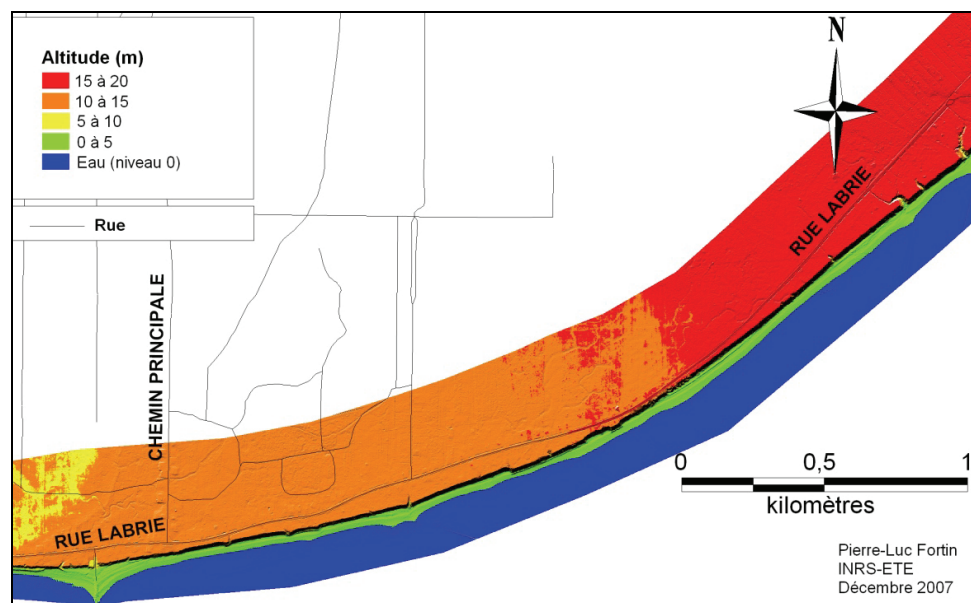 Altitude (m)
15 à 20
10 à 15
5 à 10
0 à 5
Eau (niveau 0)
Rue
N
RUE LABRIE
CHEMIN PRINCIPALE
RUE LABRIE
0 0,5 1
kilomètres
Pierre-Luc Fortin
INRS-ETE
Décembre 2007